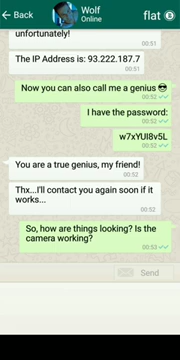 Back
Wolf
Online
flat
unfortunately!
00:51
The IP Address is: 93.222.187.7
00:51
Now you can also call me a genius 😎
00:52
I have the password:
00:52
w7xYUI8v5L
00:52
You are a true genius, my friend!
00:52
Thx...I'll contact you again soon if it
works...
00:52
So, how are things looking? Is the
camera working?
00:53
Send